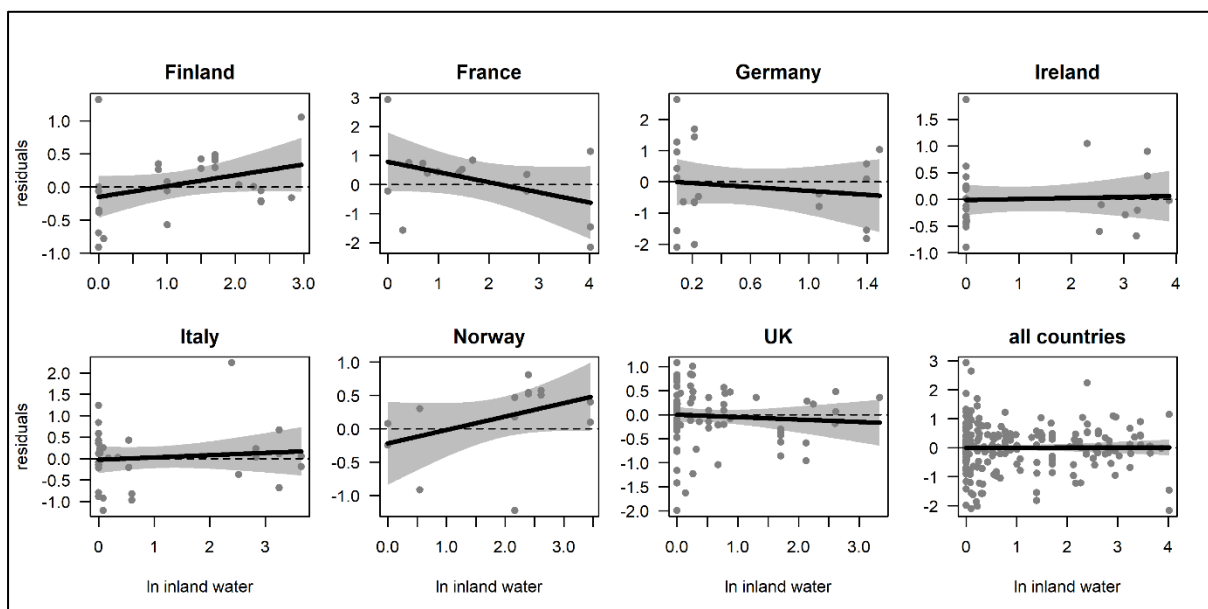 Finland
France
Germany
Ireland
residuals
1.0
0.5
0.0
-0.5
-1.0
0.0 1.0 2.0 3.0
3
2
1
0
-1
-2
0 1 2 3 4
2
1
0
-1
-2
0.2 0.6 1.0 1.4
1.5
1.0
0.5
0.0
-0.5
-1.0
0 1 2 3 4
Italy
Norway
UK
all countries
residuals
2.0
1.5
1.0
0.5
0.0
-0.5
-1.0
0 1 2 3
1.0
0.5
0.0
-0.5
-1.0
0.0 1.0 2.0 3.0
1.0
0.5
0.0
-0.5
-1.0
-1.5
-2.0
0.0 1.0 2.0 3.0
3
2
1
0
-1
-2
0 1 2 3 4
ln inland water
ln inland water
ln inland water
ln inland water